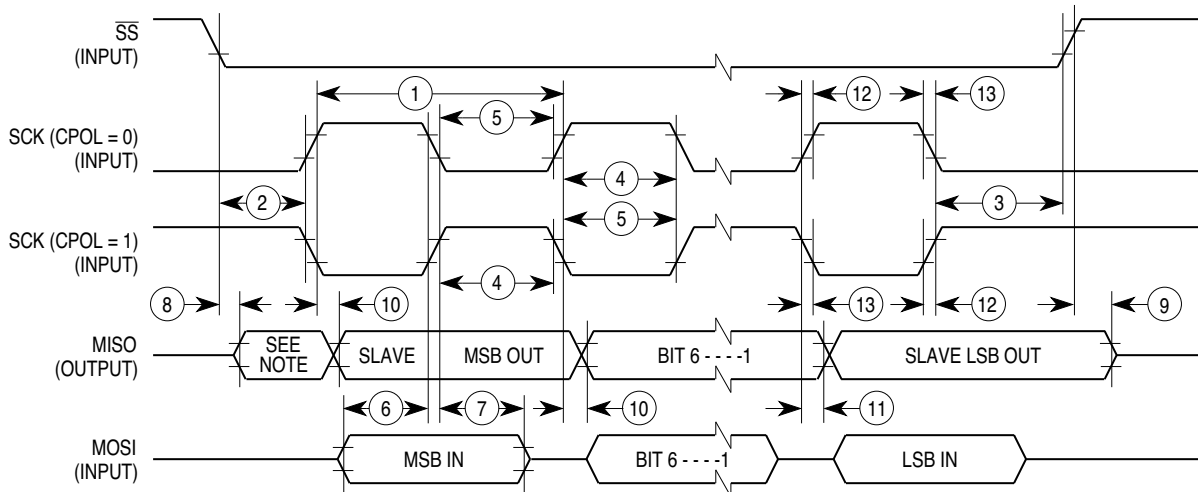 SS
(INPUT)
1
12
13
5
SCK (CPOL = 0)
(INPUT)
4
2
3
5
SCK (CPOL = 1)
(INPUT)
4
8
10
13
12
9
MISO
(OUTPUT)
SEE
NOTE
SLAVE
MSB OUT
BIT 6 - - - -1
SLAVE LSB OUT
6
7
10
11
MOSI
(INPUT)
MSB IN
BIT 6 - - - -1
LSB IN